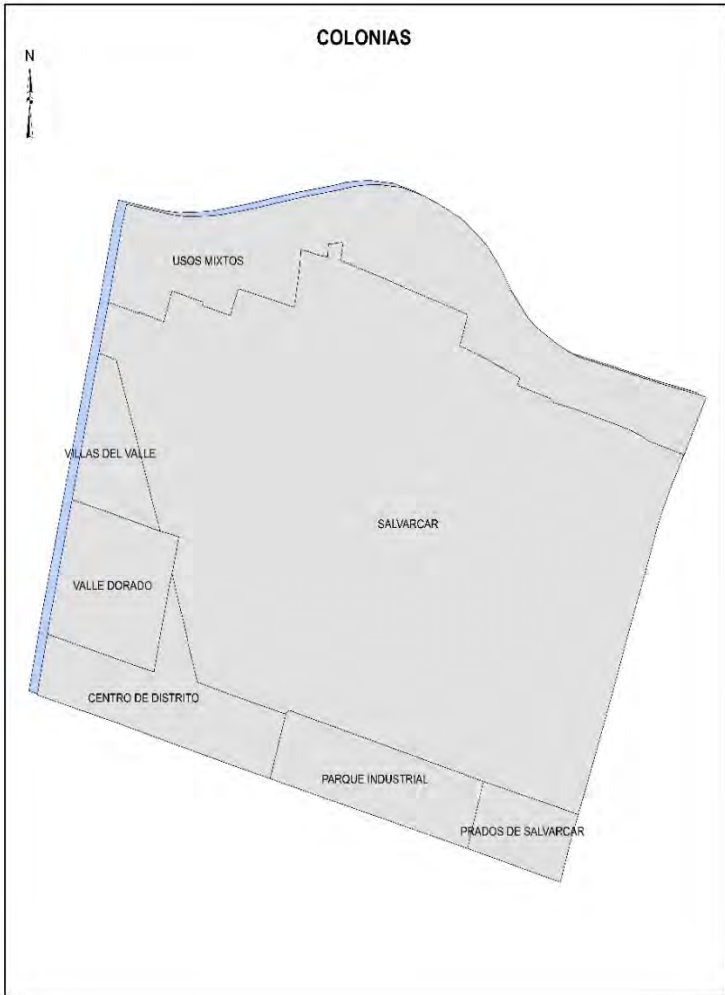 COLONIAS
N
USOS MIXTOS
VILLAS DEL VALLE
SALVARCAR
VALLE DORADO
CENTRO DE DISTRITO
PARQUE INDUSTRIAL
PRADOS DE SALVARCAR